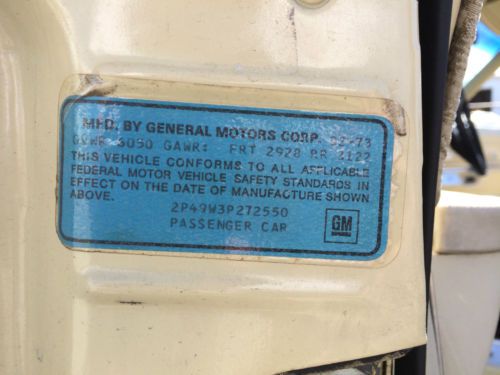 MFD. BY GENERAL MOTORS CORP. 02-73
GVWR 6050 GAWR: FRT 2928 RR 3122
THIS VEHICLE CONFORMS TO ALL APPLICABLE
FEDERAL MOTOR VEHICLE SAFETY STANDARDS IN
EFFECT ON THE DATE OF MANUFACTURE SHOWN
ABOVE.
2P49W3P272550
PASSENGER CAR
GM